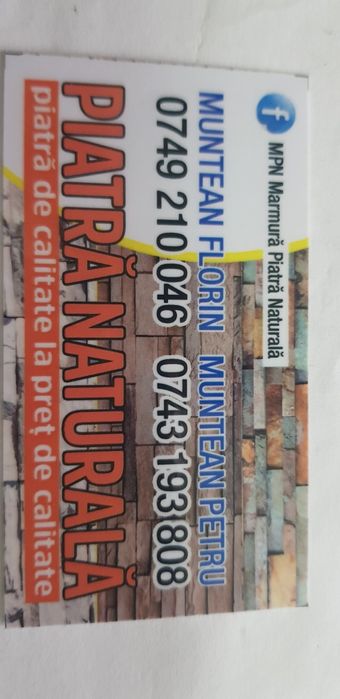 f MPN Marmură Piatră Naturală
MUNTEAN FLORIN MUNTEAN PETRU
0749 210 046 0743 193 808
PIATRĂ NATURALĂ
piatră de calitate la preț de calitate